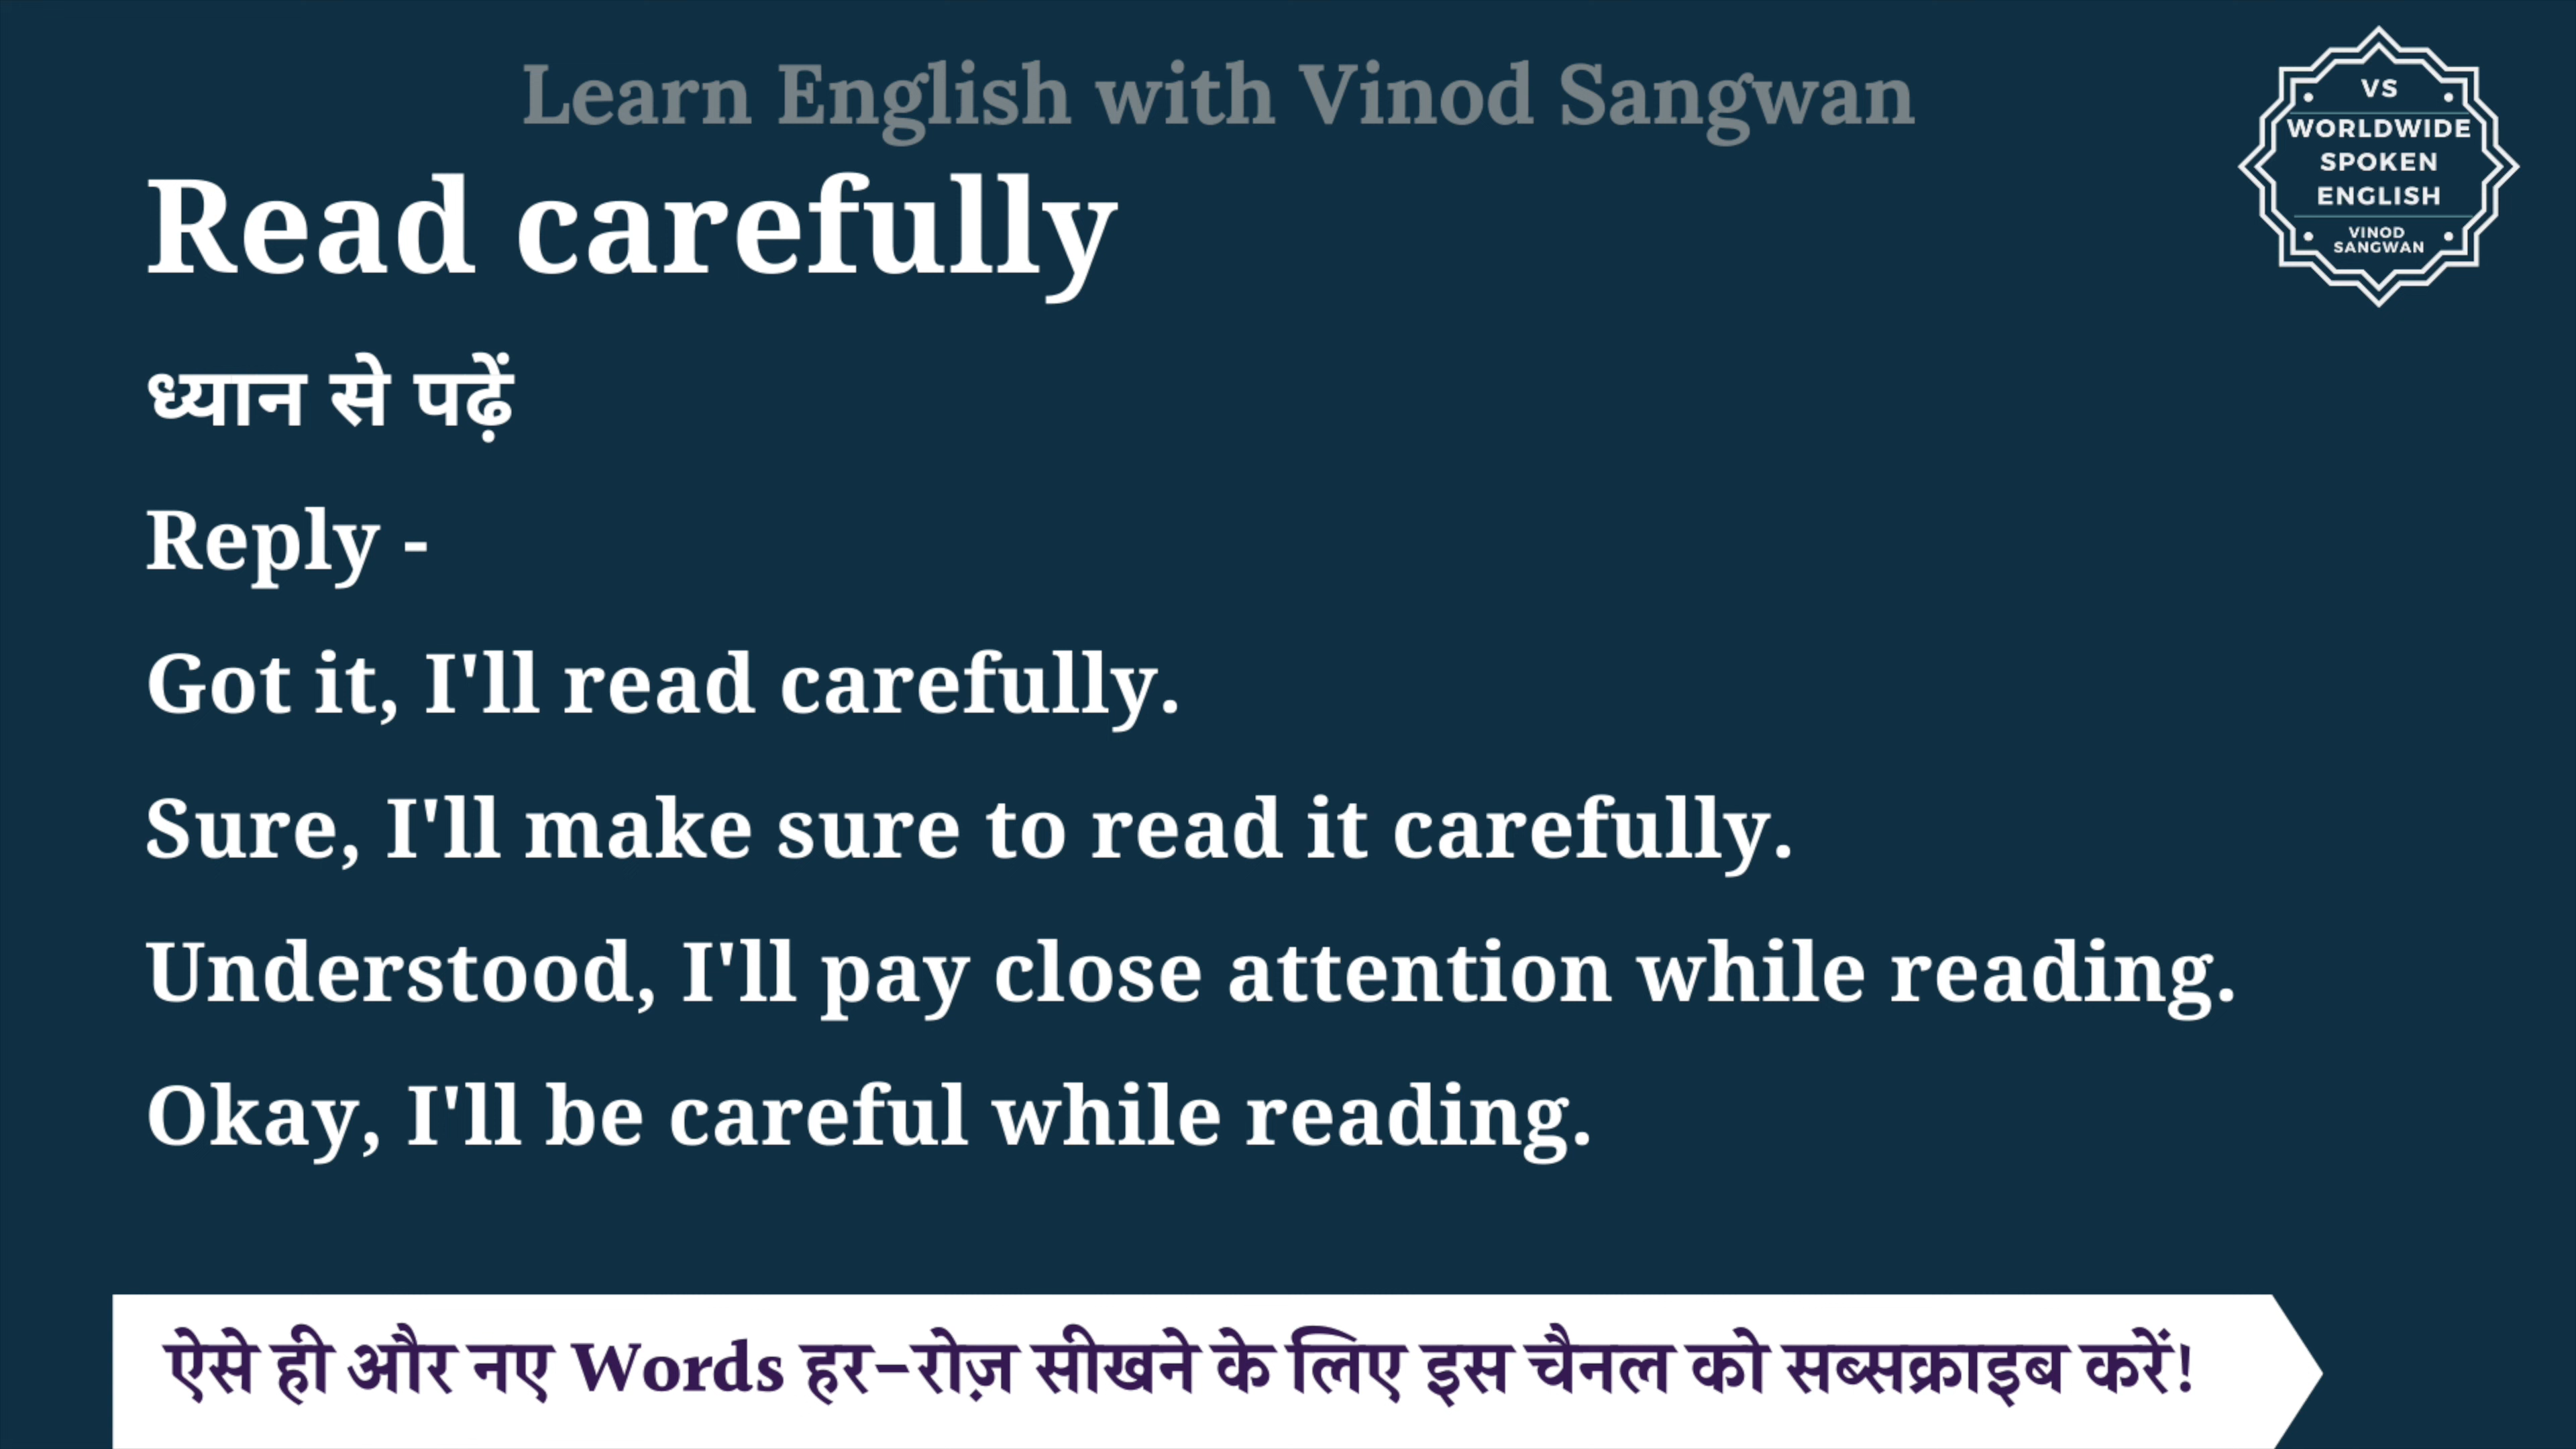 Learn English with Vinod Sangwan
VS
WORLDWIDE
SPOKEN
ENGLISH
VINOD
SANGWAN
Read carefully
ध्यान से पढ़ें
Reply -
Got it, I'll read carefully.
Sure, I'll make sure to read it carefully.
Understood, I'll pay close attention while reading.
Okay, I'll be careful while reading.
ऐसे ही और नए Words हर-रोज़ सीखने के लिए इस चैनल को सब्सक्राइब करें!